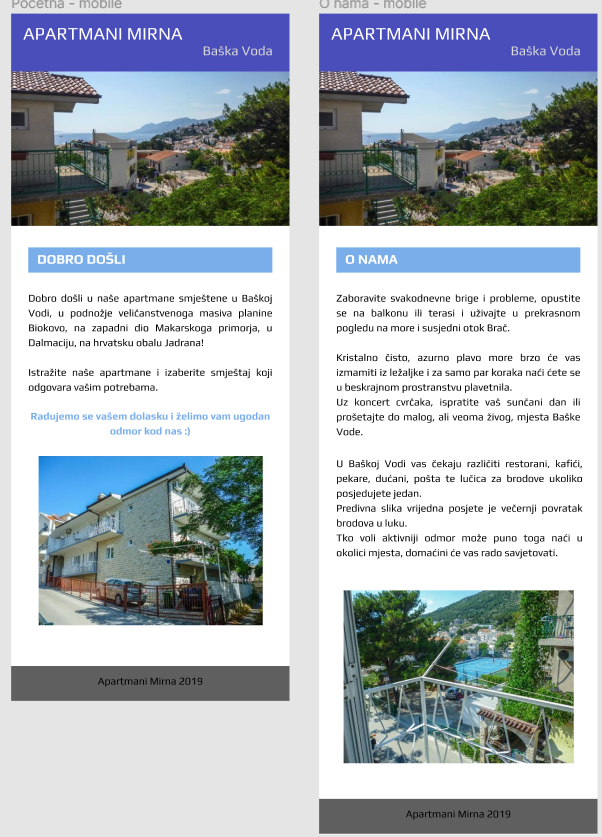 Početna - mobile
APARTMANI MIRNA
Baška Voda
DOBRO DOŠLI
Dobro došli u naše apartmane smještene u Baškoj
Vodi, u podnožje veličanstvenoga masiva planine
Biokovo, na zapadni dio Makarskoga primorja, u
Dalmaciju, na hrvatsku obalu Jadrana!
Istražite naše apartmane i izaberite smještaj koji
odgovara vašim potrebama.
Radujemo se vašem dolasku i želimo vam ugodan
odmor kod nas :)
Apartmani Mirna 2019
O nama - mobile
APARTMANI MIRNA
Baška Voda
O NAMA
Zaboravite svakodnevne brige i probleme, opustite
se na balkonu ili terasi i uživajte u prekrasnom
pogledu na more i susjedni otok Brač.
Kristalno čisto, azurno plavo more brzo će vas
izmamiti iz ležaljke i za samo par koraka naći ćete se
u beskrajnom prostranstvu plavetnila.
Uz koncert cvrčaka, ispratite vaš sunčani dan ili
prošetajte do malog, ali veoma živog, mjesta Baške
Vode.
U Baškoj Vodi vas čekaju različiti restorani, kafići,
pekare, dućani, pošta te lučica za brodove ukoliko
posjedujete jedan.
Predivna slika vrijedna posjete je večernji povratak
brodova u luku.
Tko voli aktivniji odmor može puno toga naći u
okolici mjesta, domaćini će vas rado savjetovati.
Apartmani Mirna 2019